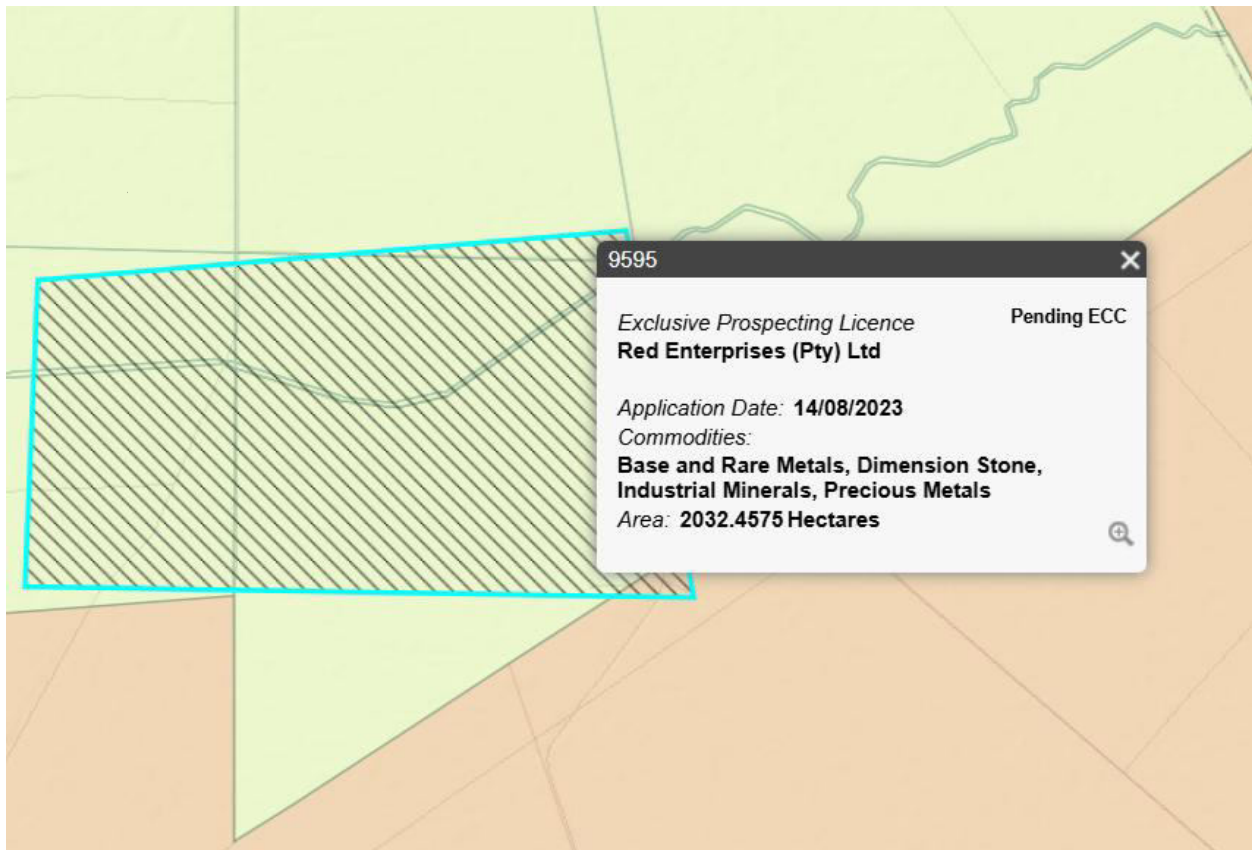 9595
Exclusive Prospecting Licence
Pending ECC
Red Enterprises (Pty) Ltd
Application Date: 14/08/2023
Commodities:
Base and Rare Metals, Dimension Stone,
Industrial Minerals, Precious Metals
Area: 2032.4575 Hectares